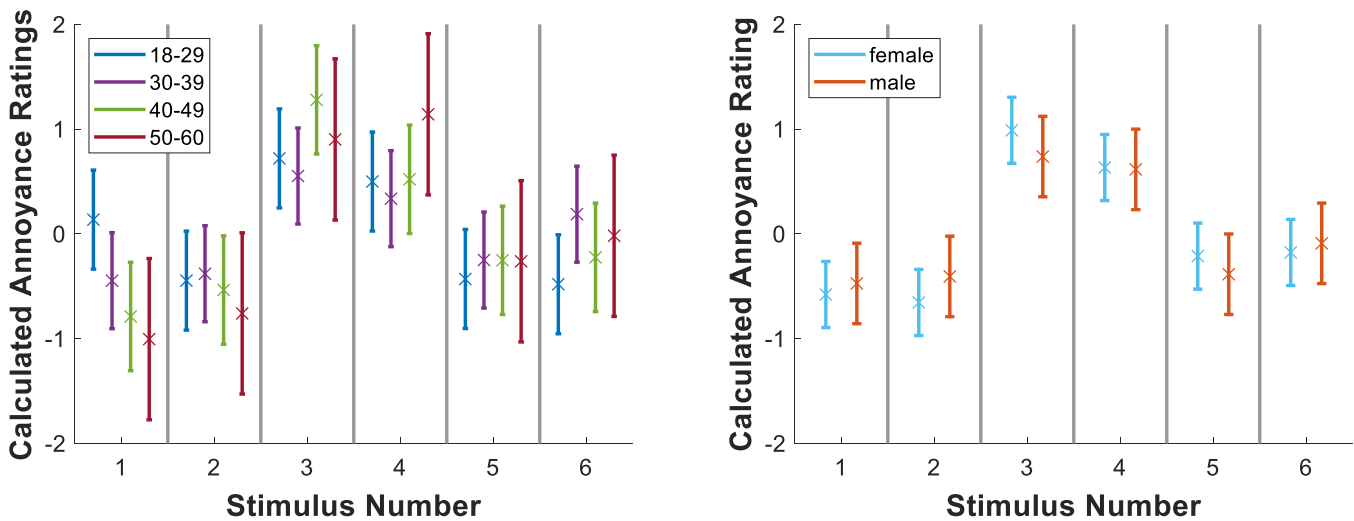 Calculated Annoyance Ratings
2
1
0
-1
-2
18-29
30-39
40-49
50-60
1 2 3 4 5 6
Stimulus Number
Calculated Annoyance Rating
2
1
0
-1
-2
female
male
1 2 3 4 5 6
Stimulus Number